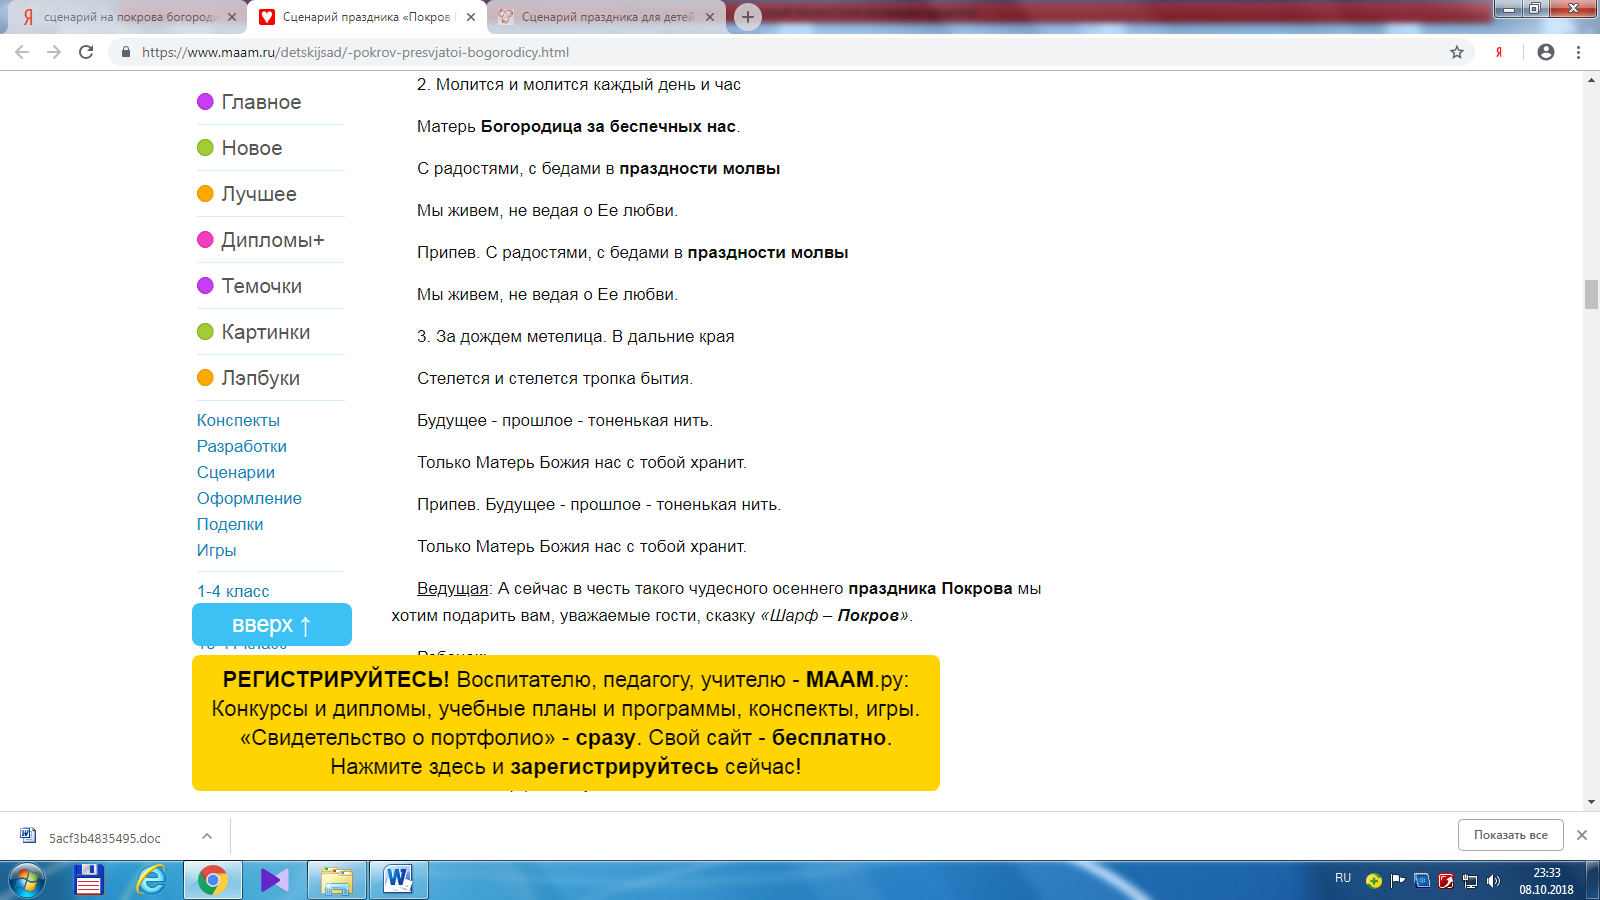 сценарий на покрова богороди
Сценарий праздника «Покров
Сценарий праздника для детей
https://www.maam.ru/detskijsad/-pokrov-presvjatoi-bogorodicy.html
Главное
Новое
Лучшее
Дипломы+
Темочки
Картинки
Лэпбуки
Конспекты
Разработки
Сценарии
Оформление
Поделки
Игры
1-4 класс
вверх ↑
2. Молится и молится каждый день и час
Матерь Богородица за беспечных нас.
С радостями, с бедами в праздности молвы
Мы живем, не ведая о Ее любви.
Припев. С радостями, с бедами в праздности молвы
Мы живем, не ведая о Ее любви.
3. За дождем метелица. В дальние края
Стелется и стелется тропка бытия.
Будущее - прошлое - тоненькая нить.
Только Матерь Божия нас с тобой хранит.
Припев. Будущее - прошлое - тоненькая нить.
Только Матерь Божия нас с тобой хранит.
Ведущая: А сейчас в честь такого чудесного осеннего праздника Покрова мы
хотим подарить вам, уважаемые гости, сказку «Шарф – Покров».
РЕГИСТРИРУЙТЕСЬ! Воспитателю, педагогу, учителю - МААМ.ру:
Конкурсы и дипломы, учебные планы и программы, конспекты, игры.
«Свидетельство о портфолио» - сразу. Свой сайт - бесплатно.
Нажмите здесь и зарегистрируйтесь сейчас!
5acf3b4835495.doc
Показать все
RU
23:33
08.10.2018